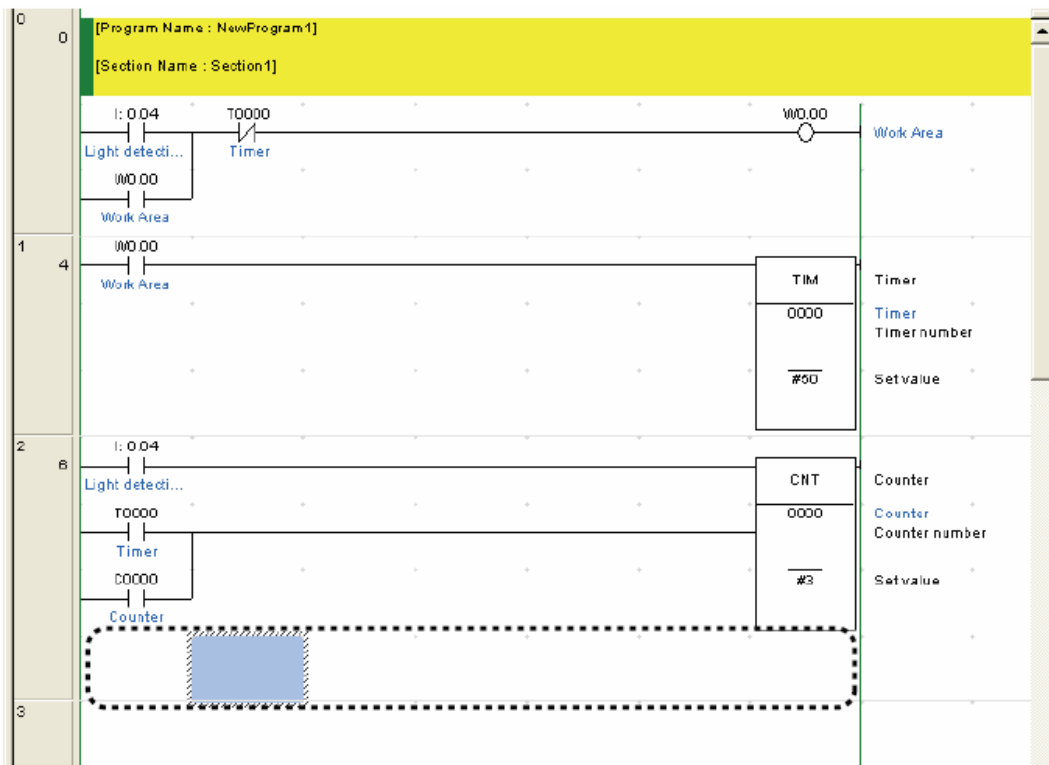 0
0
[Program Name : NewProgram1]
[Section Name : Section1]
I: 0.04 T0000 W0.00
Light detecti... Timer Work Area
W0.00
Work Area
1
4
W0.00
Work Area
TIM Timer
0000 Timer
Timer number
#50 Set value
2
6
I: 0.04
Light detecti...
CNT Counter
T0000 0000 Counter
Timer Counter number
C0000 #3 Set value
Counter
3